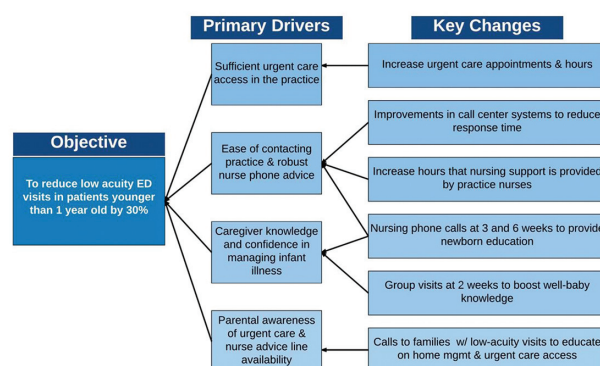 Primary Drivers
Key Changes
Sufficient urgent care
access in the practice
Increase urgent care appointments & hours
Improvements in call center systems to reduce
response time
Objective
Ease of contacting
practice & robust
nurse phone advice
To reduce low acuity ED
visits in patients younger
than 1 year old by 30%
Increase hours that nursing support is provided
by practice nurses
Caregiver knowledge
and confidence in
managing infant
illness
Nursing phone calls at 3 and 6 weeks to provide
newborn education
Group visits at 2 weeks to boost well-baby
knowledge
Parental awareness
of urgent care &
nurse advice line
availability
Calls to families w/ low-acuity visits to educate
on home mgmt & urgent care access